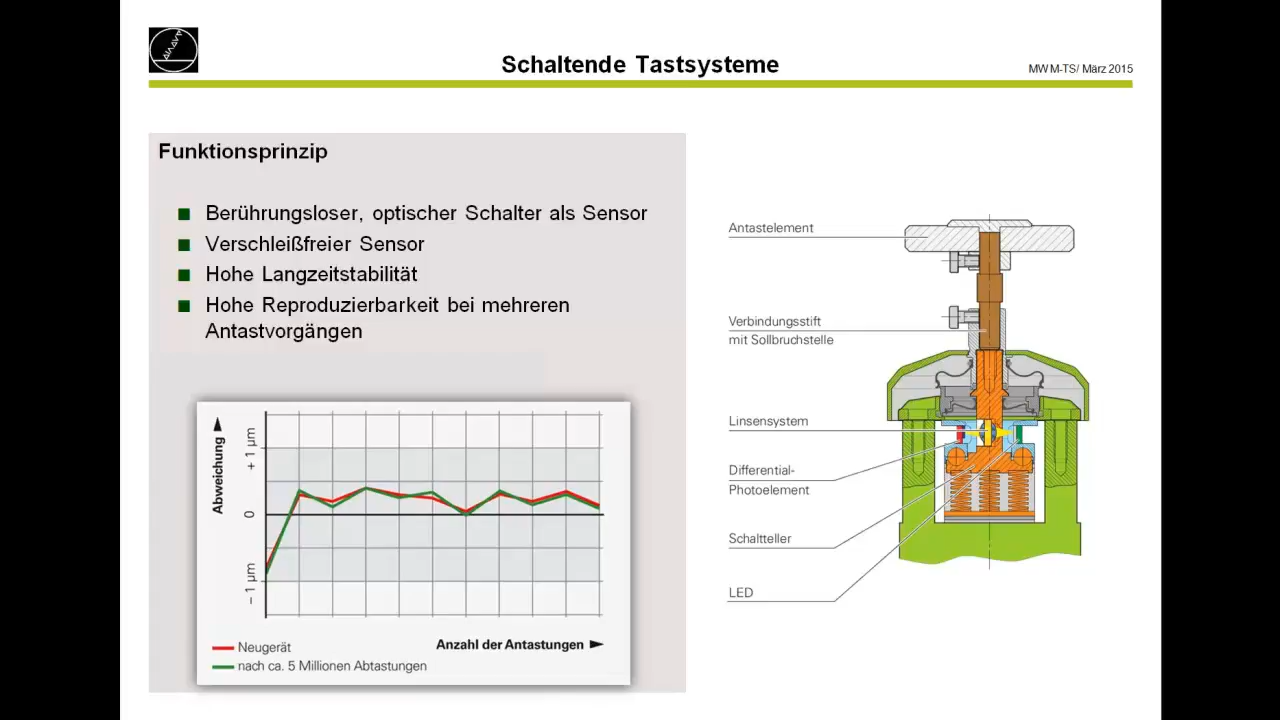 Schaltende Tastsysteme
MWM-TS/ März 2015
Funktionsprinzip
Berührungsloser, optischer Schalter als Sensor
Verschleißfreier Sensor
Hohe Langzeitstabilität
Hohe Reproduzierbarkeit bei mehreren
Antastvorgängen
Abweichung
+ 1 µm
0
– 1 µm
Anzahl der Antastungen
Neugerät
nach ca. 5 Millionen Abtastungen
Antastelement
Verbindungsstift
mit Sollbruchstelle
Linsensystem
Differential-
Photoelement
Schaltteller
LED